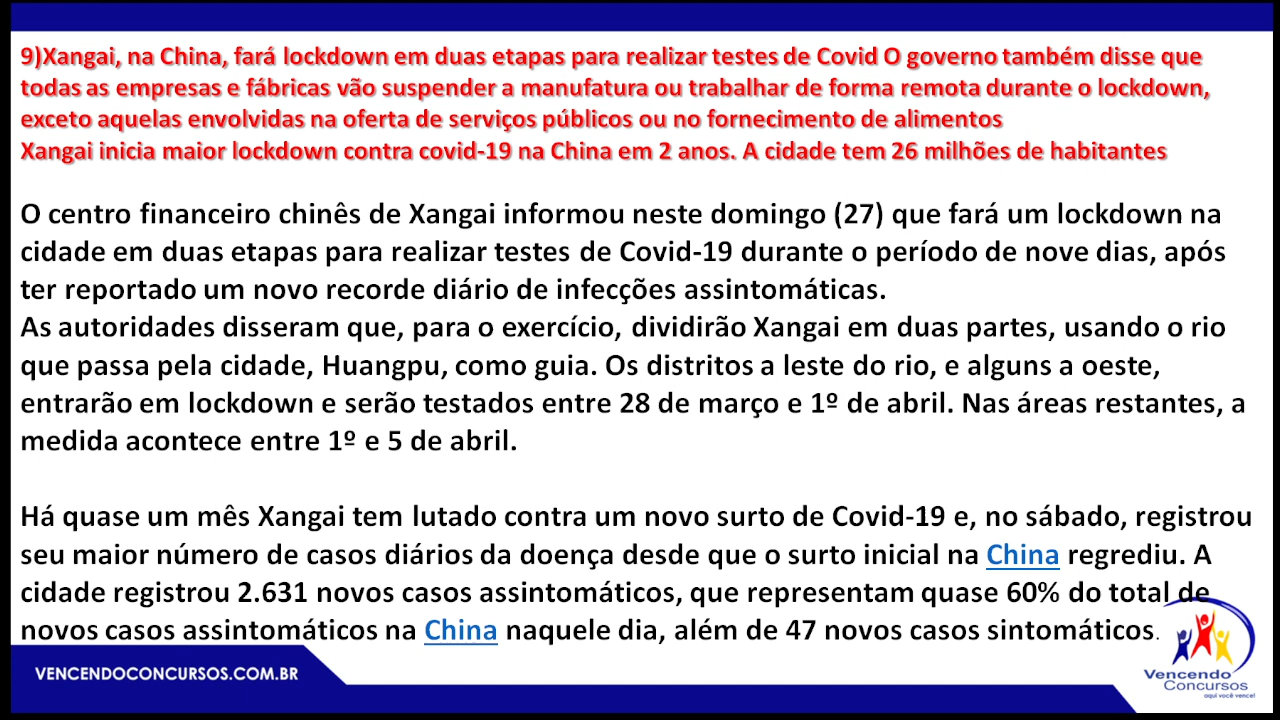 9)Xangai, na China, fará lockdown em duas etapas para realizar testes de Covid O governo também disse que
todas as empresas e fábricas vão suspender a manufatura ou trabalhar de forma remota durante o lockdown,
exceto aquelas envolvidas na oferta de serviços públicos ou no fornecimento de alimentos
Xangai inicia maior lockdown contra covid-19 na China em 2 anos. A cidade tem 26 milhões de habitantes
O centro financeiro chinês de Xangai informou neste domingo (27) que fará um lockdown na
cidade em duas etapas para realizar testes de Covid-19 durante o período de nove dias, após
ter reportado um novo recorde diário de infecções assintomáticas.
As autoridades disseram que, para o exercício, dividirão Xangai em duas partes, usando o rio
que passa pela cidade, Huangpu, como guia. Os distritos a leste do rio, e alguns a oeste,
entrarão em lockdown e serão testados entre 28 de março e 1º de abril. Nas áreas restantes, a
medida acontece entre 1º e 5 de abril.
Há quase um mês Xangai tem lutado contra um novo surto de Covid-19 e, no sábado, registrou
seu maior número de casos diários da doença desde que o surto inicial na China regrediu. A
cidade registrou 2.631 novos casos assintomáticos, que representam quase 60% do total de
novos casos assintomáticos na China naquele dia, além de 47 novos casos sintomáticos.
VENCENDOCONCURSOS.COM.BR
Vencendo
Concursos
aqui você vence!